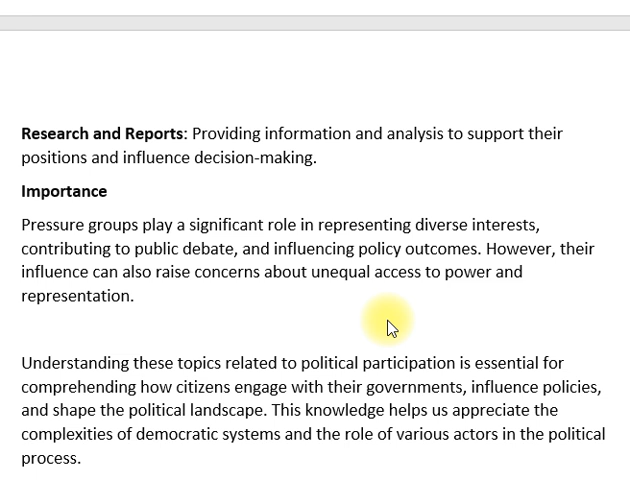 Research and Reports: Providing information and analysis to support their
positions and influence decision-making.
Importance
Pressure groups play a significant role in representing diverse interests,
contributing to public debate, and influencing policy outcomes. However, their
influence can also raise concerns about unequal access to power and
representation.
Understanding these topics related to political participation is essential for
comprehending how citizens engage with their governments, influence policies,
and shape the political landscape. This knowledge helps us appreciate the
complexities of democratic systems and the role of various actors in the political
process.